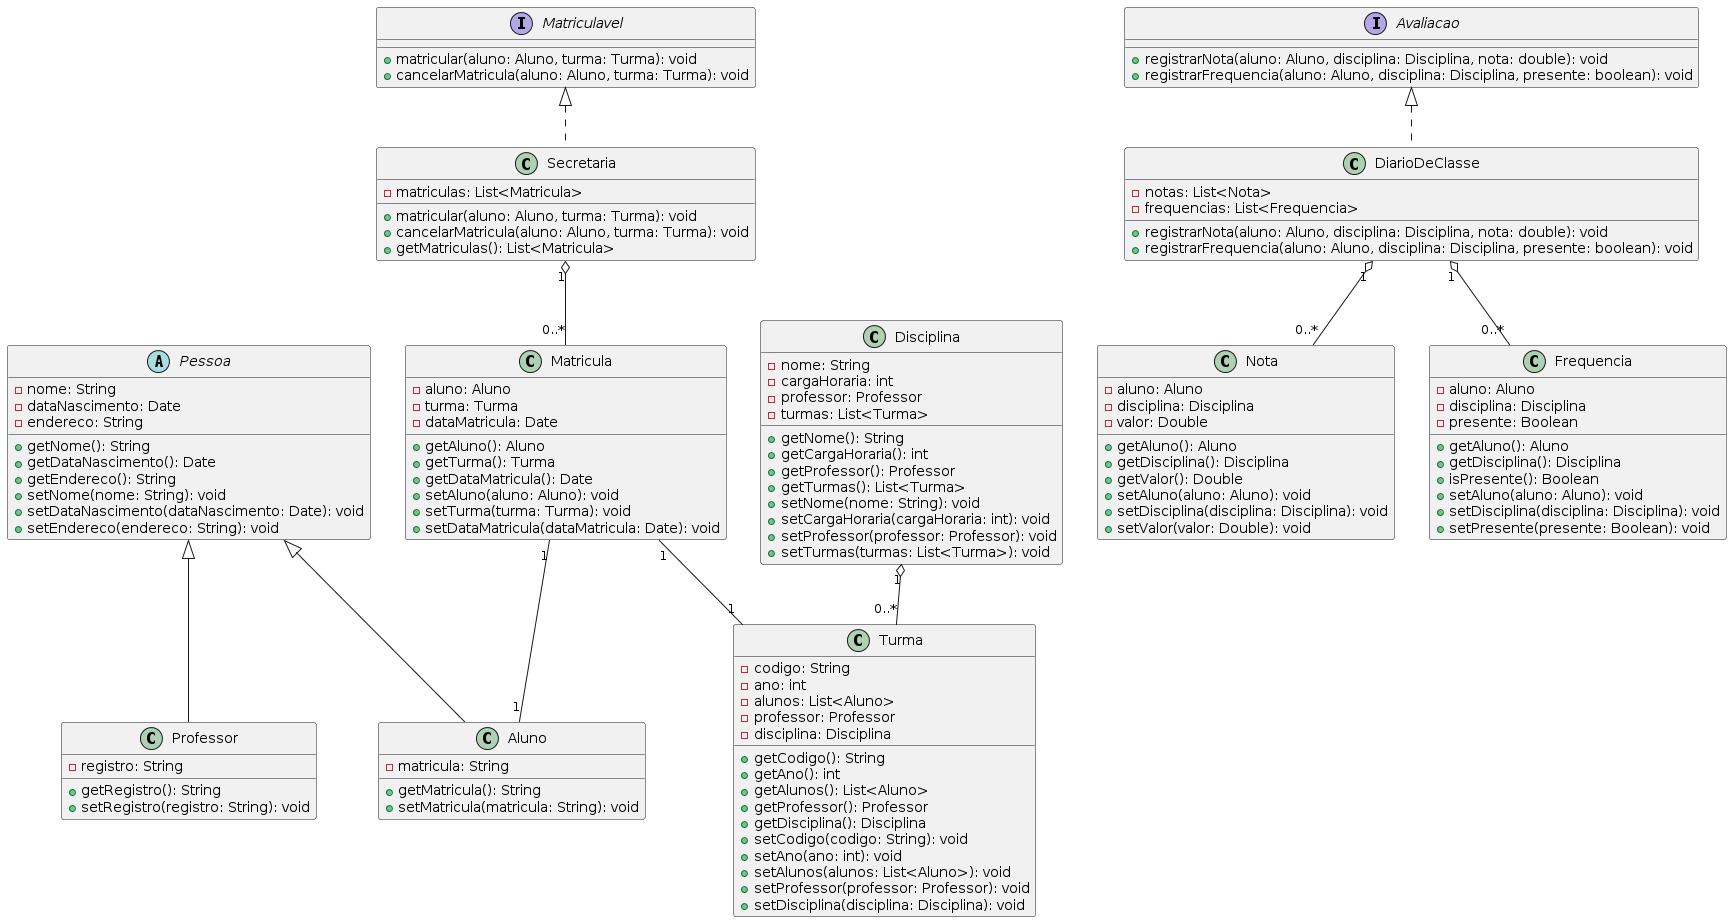 Matriculavel
matricular(aluno: Aluno, turma: Turma): void
cancelarMatricula(aluno: Aluno, turma: Turma): void
Avaliacao
registrarNota(aluno: Aluno, disciplina: Disciplina, nota: double): void
registrarFrequencia(aluno: Aluno, disciplina: Disciplina, presente: boolean): void
Secretaria
matriculas: List<Matricula>
matricular(aluno: Aluno, turma: Turma): void
cancelarMatricula(aluno: Aluno, turma: Turma): void
getMatriculas(): List<Matricula>
1
0..*
DiarioDeClasse
notas: List<Nota>
frequencias: List<Frequencia>
registrarNota(aluno: Aluno, disciplina: Disciplina, nota: double): void
registrarFrequencia(aluno: Aluno, disciplina: Disciplina, presente: boolean): void
1
1
0..*
0..*
Pessoa
nome: String
dataNascimento: Date
endereco: String
getNome(): String
getDataNascimento(): Date
getEndereco(): String
setNome(nome: String): void
setDataNascimento(dataNascimento: Date): void
setEndereco(endereco: String): void
Matricula
aluno: Aluno
turma: Turma
dataMatricula: Date
getAluno(): Aluno
getTurma(): Turma
getDataMatricula(): Date
setAluno(aluno: Aluno): void
setTurma(turma: Turma): void
setDataMatricula(dataMatricula: Date): void
1
1
1
1
Disciplina
nome: String
cargaHoraria: int
professor: Professor
turmas: List<Turma>
getNome(): String
getCargaHoraria(): int
getProfessor(): Professor
getTurmas(): List<Turma>
setNome(nome: String): void
setCargaHoraria(cargaHoraria: int): void
setProfessor(professor: Professor): void
setTurmas(turmas: List<Turma>): void
1
0..*
Nota
aluno: Aluno
disciplina: Disciplina
valor: Double
getAluno(): Aluno
getDisciplina(): Disciplina
getValor(): Double
setAluno(aluno: Aluno): void
setDisciplina(disciplina: Disciplina): void
setValor(valor: Double): void
Frequencia
aluno: Aluno
disciplina: Disciplina
presente: Boolean
getAluno(): Aluno
getDisciplina(): Disciplina
isPresente(): Boolean
setAluno(aluno: Aluno): void
setDisciplina(disciplina: Disciplina): void
setPresente(presente: Boolean): void
Professor
registro: String
getRegistro(): String
setRegistro(registro: String): void
Aluno
matricula: String
getMatricula(): String
setMatricula(matricula: String): void
Turma
codigo: String
ano: int
alunos: List<Aluno>
professor: Professor
disciplina: Disciplina
getCodigo(): String
getAno(): int
getAlunos(): List<Aluno>
getProfessor(): Professor
getDisciplina(): Disciplina
setCodigo(codigo: String): void
setAno(ano: int): void
setAlunos(alunos: List<Aluno>): void
setProfessor(professor: Professor): void
setDisciplina(disciplina: Disciplina): void